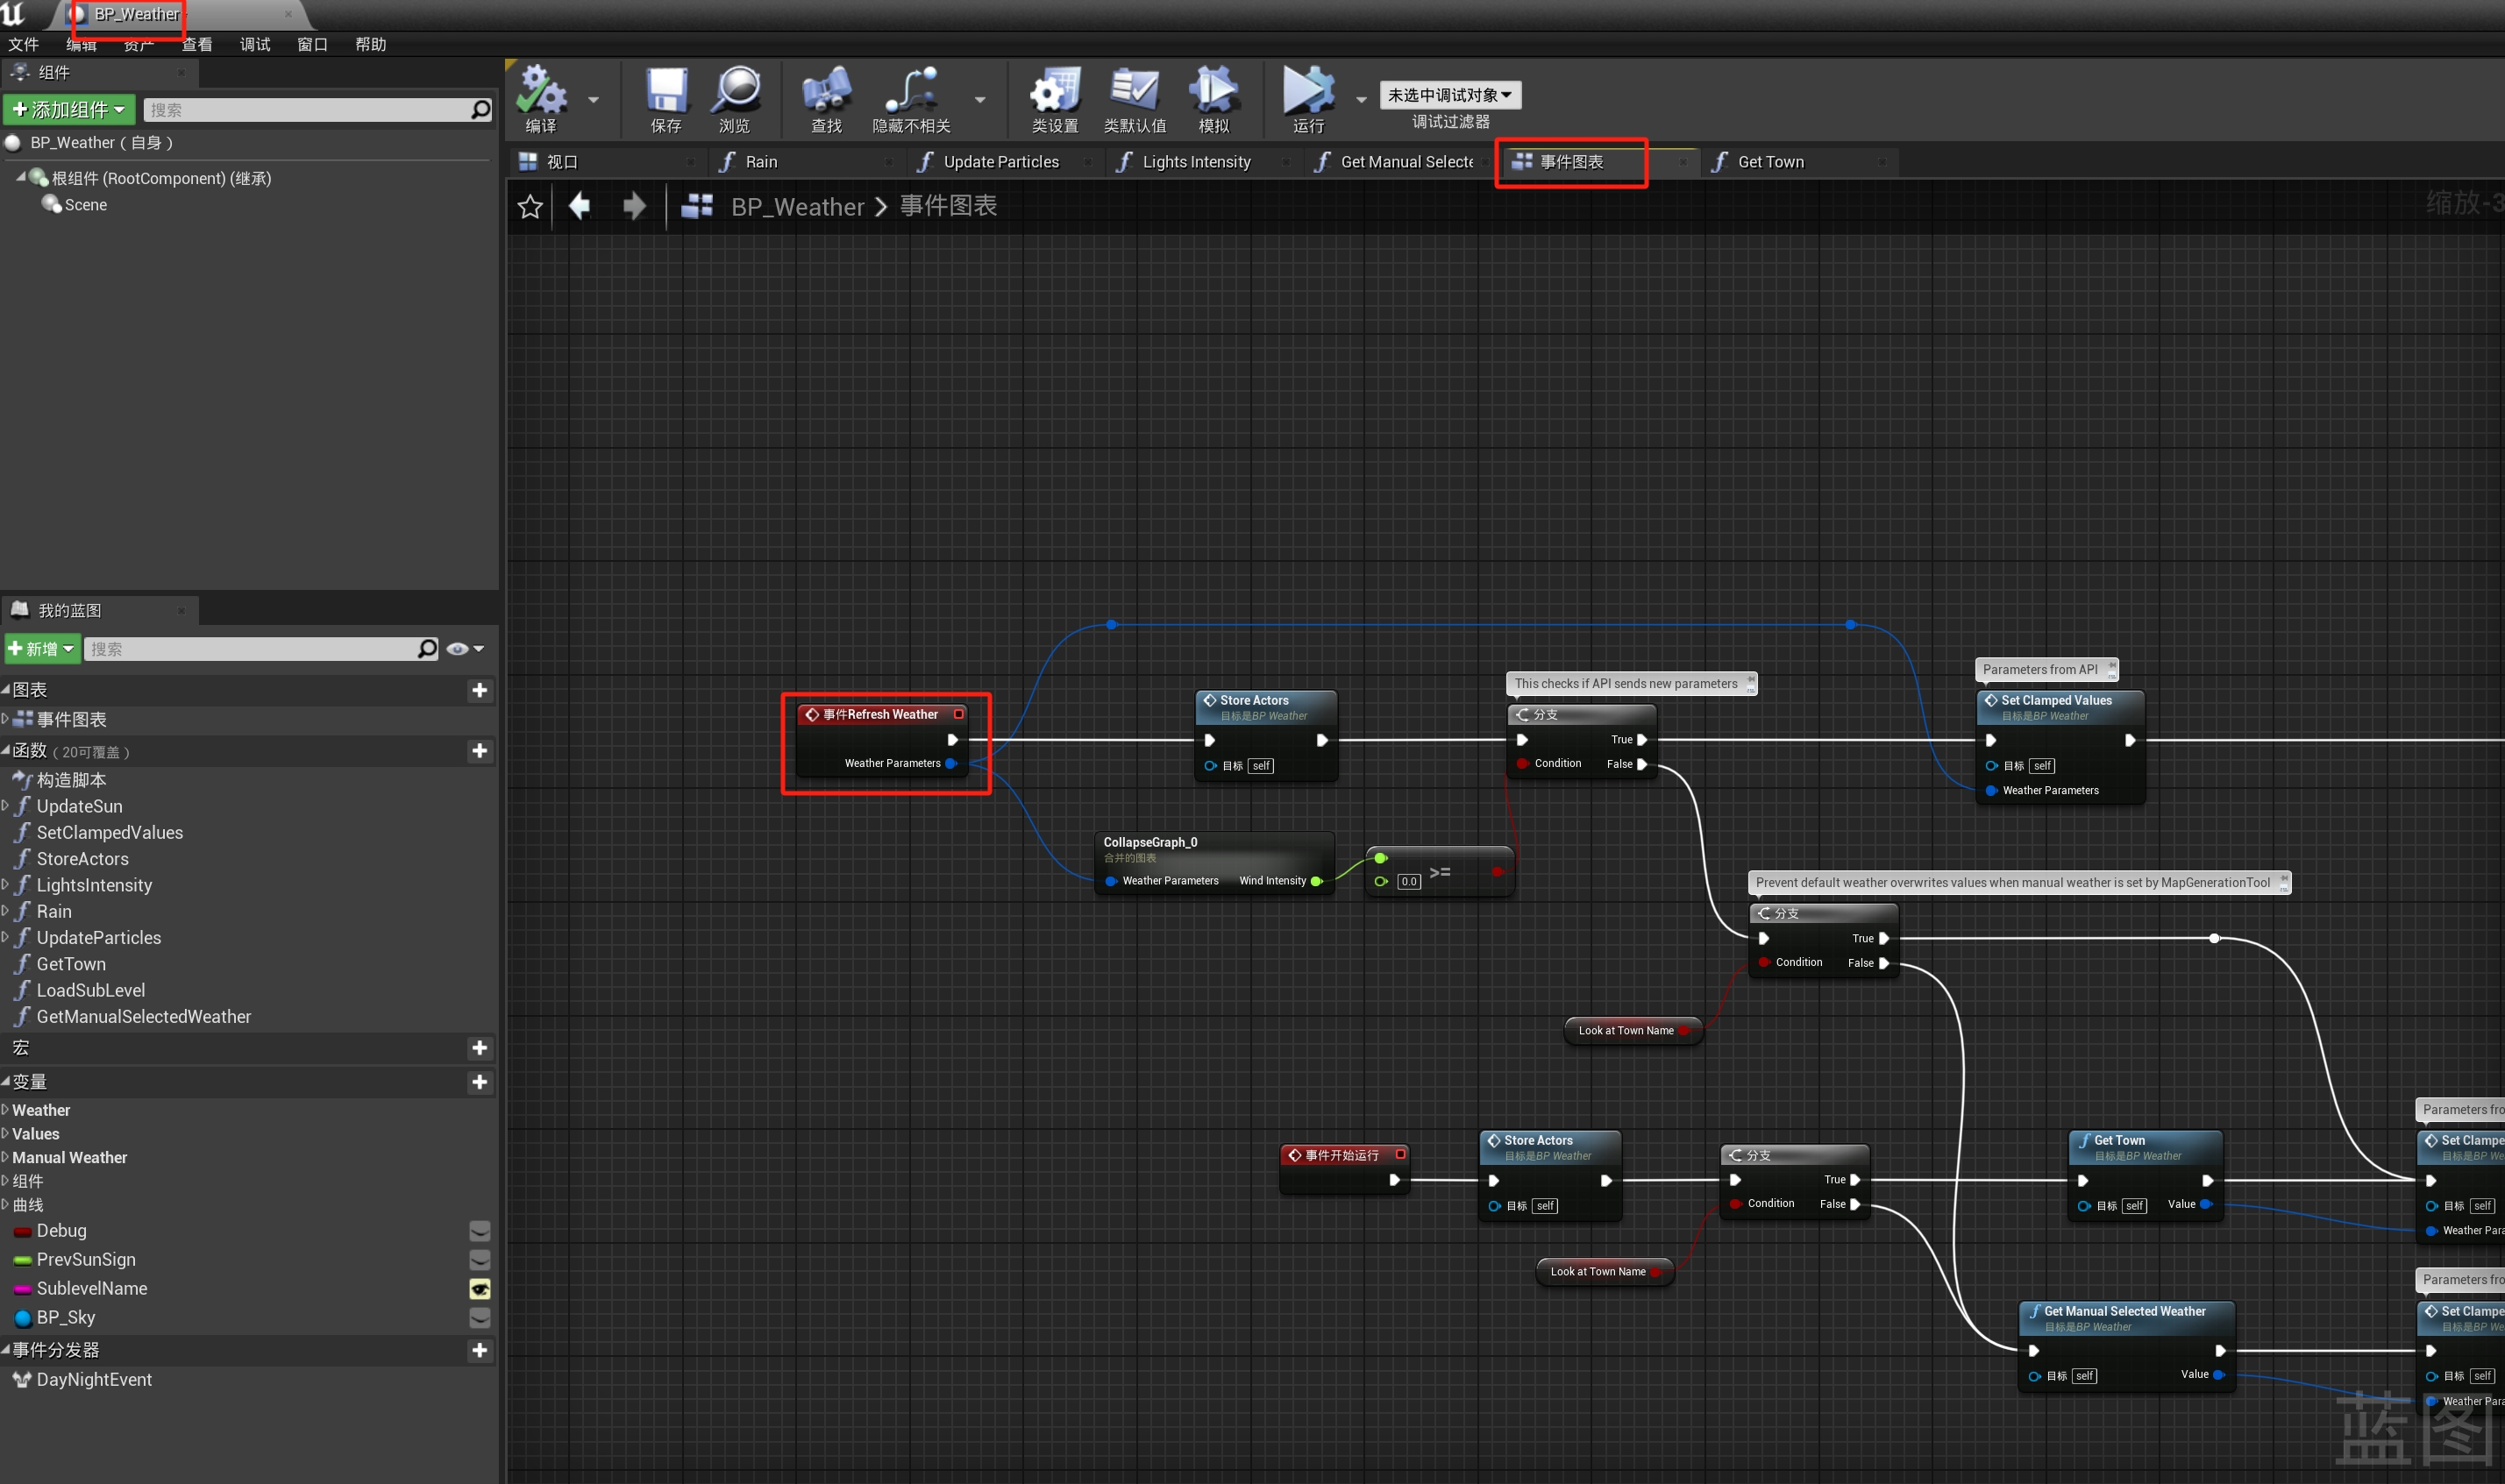 BP_Weather
文件 编辑 资产 查看 调试 窗口 帮助
组件
添加组件
搜索
BP_Weather（自身）
根组件 (RootComponent) (继承)
Scene
编译
保存
浏览
查找
隐藏不相关
类设置
类默认值
模拟
运行
未选中调试对象
调试过滤器
视口
Rain
Update Particles
Lights Intensity
Get Manual Selecte
事件图表
Get Town
BP_Weather
事件图表
缩放-3
我的蓝图
新增
搜索
图表
事件图表
函数（20可覆盖）
构造脚本
UpdateSun
SetClampedValues
StoreActors
LightsIntensity
Rain
UpdateParticles
GetTown
LoadSubLevel
GetManualSelectedWeather
宏
变量
Weather
Values
Manual Weather
组件
曲线
Debug
PrevSunSign
SublevelName
BP_Sky
事件分发器
DayNightEvent
事件Refresh Weather
Weather Parameters
Store Actors
目标是BP Weather
目标 self
This checks if API sends new parameters
分支
True
Condition False
Parameters from API
Set Clamped Values
目标是BP Weather
目标 self
Weather Parameters
CollapseGraph_0
合并的图表
Weather Parameters Wind Intensity
0.0 >=
Prevent default weather overwrites values when manual weather is set by MapGenerationTool
分支
True
Condition False
Look at Town Name
事件开始运行
Store Actors
目标是BP Weather
目标 self
分支
True
Condition False
Look at Town Name
Get Town
目标是BP Weather
目标 self Value
Parameters fro
Set Clampe
目标是BP We
目标 self
Weather Para
Get Manual Selected Weather
目标是BP Weather
目标 self
Value
Parameters fro
Set Clampe
目标是BP We
目标 self
Weather Para
蓝图